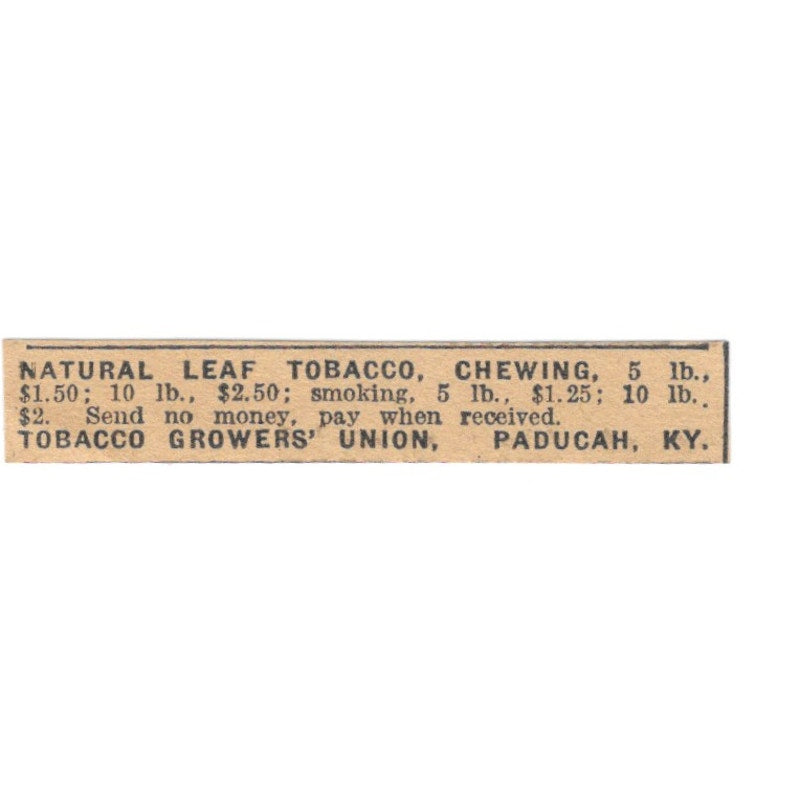 NATURAL LEAF TOBACCO, CHEWING, 5 lb.,
$1.50; 10 lb., $2.50; smoking, 5 lb., $1.25; 10 lb.,
$2. Send no money, pay when received.
TOBACCO GROWERS' UNION, PADUCAH, KY.